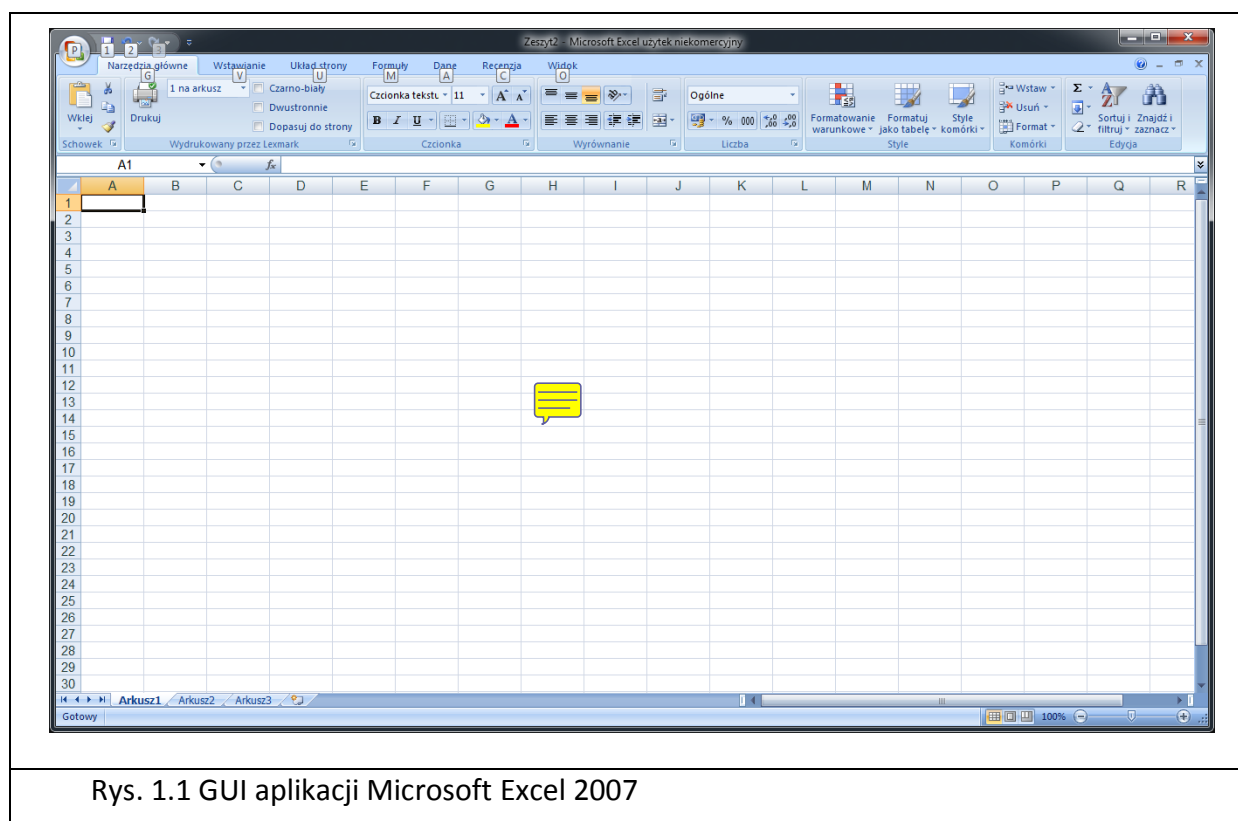 Zeszyt2 - Microsoft Excel użytek niekomercyjny
P 1 2 3
Narzędzia główne Wstawianie Układ strony Formuły Dane Recenzja Widok
G V U M A C O
Wklej
Schowek
Drukuj
1 na arkusz
Czarno-biały
Dwustronnie
Dopasuj do strony
Wydrukowany przez Lexmark
Czcionka tekstu 11 A A
B I U A
Czcionka
Wyrównanie
Ogólne
% 000 ,00 ,00
Liczba
Formatowanie warunkowe
Formatuj jako tabelę
Style komórki
Style
Wstaw
Usuń
Format
Komórki
Σ
Sortuj i filtruj
Znajdź i zaznacz
Edycja
A1 fx
A B C D E F G H I J K L M N O P Q R
1
2
3
4
5
6
7
8
9
10
11
12
13
14
15
16
17
18
19
20
21
22
23
24
25
26
27
28
29
30
Arkusz1 Arkusz2 Arkusz3
Gotowy 100%
Rys. 1.1 GUI aplikacji Microsoft Excel 2007